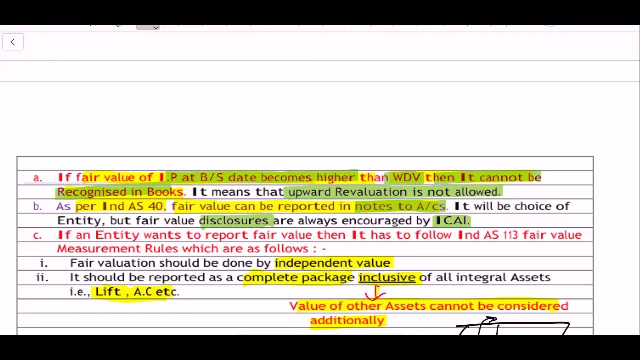 a. If fair value of I.P at B/S date becomes higher than WDV then It cannot be
Recognised in Books. It means that upward Revaluation is not allowed.
b. As per Ind AS 40, fair value can be reported in notes to A/cs. It will be choice of
Entity, but fair value disclosures are always encouraged by ICAI.
c. If an Entity wants to report fair value then It has to follow Ind AS 113 fair value
Measurement Rules which are as follows : -
i. Fair valuation should be done by independent value
ii. It should be reported as a complete package inclusive of all integral Assets
i.e., Lift , A.C etc.
Value of other Assets cannot be considered
additionally